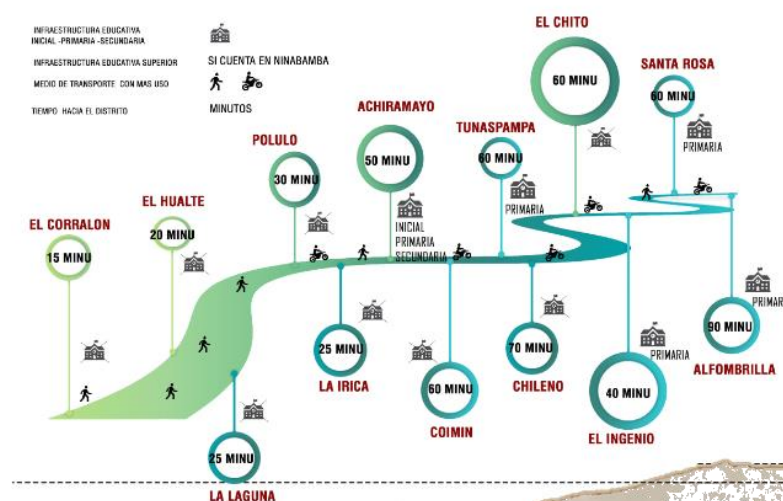 INFRAESTRUCTURA EDUCATIVA
INICIAL -PRIMARIA -SECUNDARIA
INFRAESTRUCTURA EDUCATIVA SUPERIOR
SI CUENTA EN NINABAMBA
MEDIO DE TRANSPORTE CON MAS USO
TIEMPO HACIA EL DISTRITO
MINUTOS
EL CORRALON
15 MINU
EL HUALTE
20 MINU
POLULO
30 MINU
ACHIRAMAYO
50 MINU
INICIAL
PRIMARIA
SECUNDARIA
TUNASPAMPA
60 MINU
PRIMARIA
EL CHITO
60 MINU
SANTA ROSA
60 MINU
PRIMARIA
25 MINU
LA LAGUNA
25 MINU
LA IRICA
60 MINU
COIMIN
70 MINU
CHILENO
PRIMARIA
40 MINU
EL INGENIO
PRIMARI
90 MINU
ALFOMBRILLA